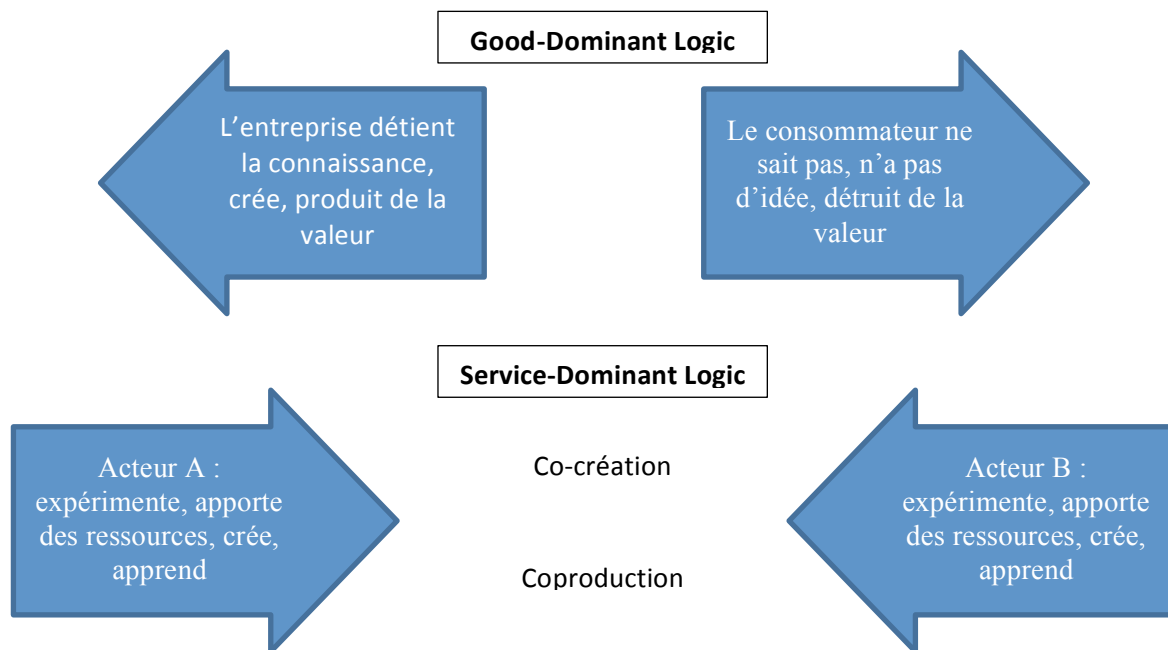 Good-Dominant Logic
L’entreprise détient
la connaissance,
crée, produit de la
valeur
Le consommateur ne
sait pas, n’a pas
d’idée, détruit de la
valeur
Service-Dominant Logic
Acteur A :
expérimente, apporte
des ressources, crée,
apprend
Co-création
Coproduction
Acteur B :
expérimente, apporte
des ressources, crée,
apprend